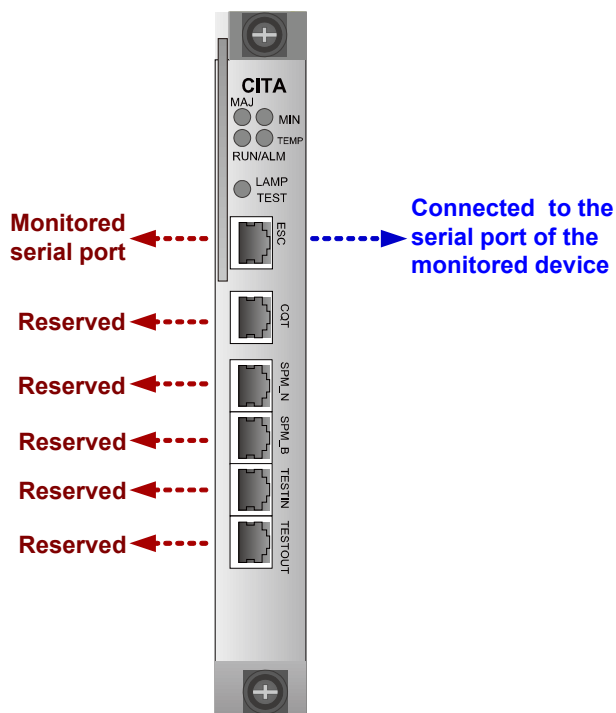 CITA
MAJ
MIN
TEMP
RUN/ALM
LAMP
TEST
Monitored
serial port
ESC
Connected to the
serial port of the
monitored device
Reserved
CQT
Reserved
SPM_N
Reserved
SPM_B
Reserved
TESTIN
Reserved
TESTOUT